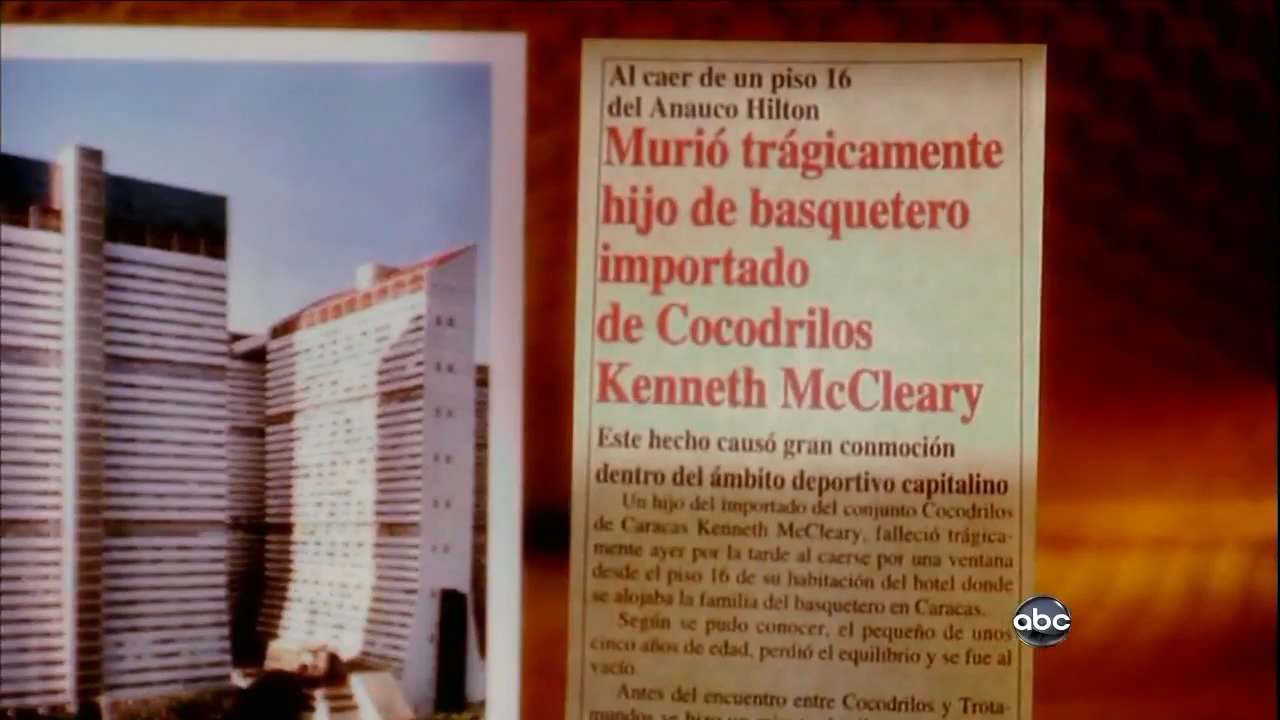 Al caer de un piso 16
del Anauco Hilton
Murió trágicamente
hijo de basquetero
importado
de Cocodrilos
Kenneth McCleary
Este hecho causó gran conmoción
dentro del ámbito deportivo capitalino
Un hijo del importado del conjunto Cocodrilos
de Caracas Kenneth McCleary, falleció trágica-
mente ayer por la tarde al caerse por una ventana
desde el piso 16 de su habitación del hotel donde
se alojaba la familia del basquetero en Caracas.
Según se pudo conocer, el pequeño de unos
cinco años de edad, perdió el equilibrio y se fue al
vacío.
Antes del encuentro entre Cocodrilos y Trota-
mundos se hizo un
abc